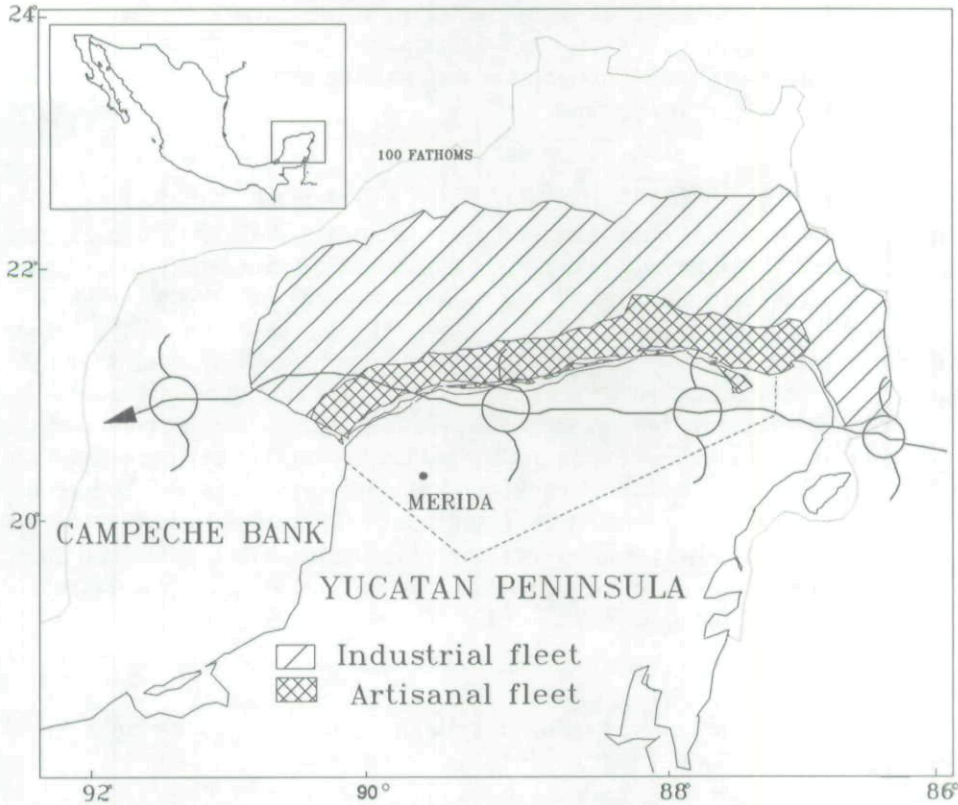 24°
100 FATHOMS
22°
MERIDA
20°
CAMPECHE BANK
YUCATAN PENINSULA
Industrial fleet
Artisanal fleet
92°
90°
88°
86°